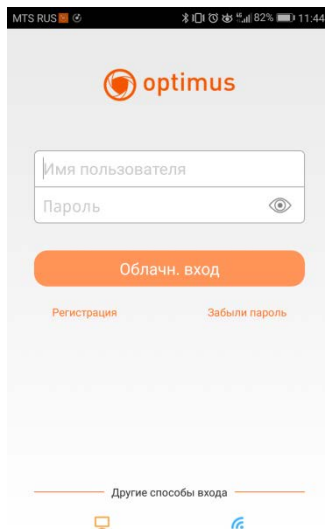 MTS RUS 82% 11:44
optimus
Имя пользователя
Пароль
Облачн. вход
Регистрация Забыли пароль
Другие способы входа